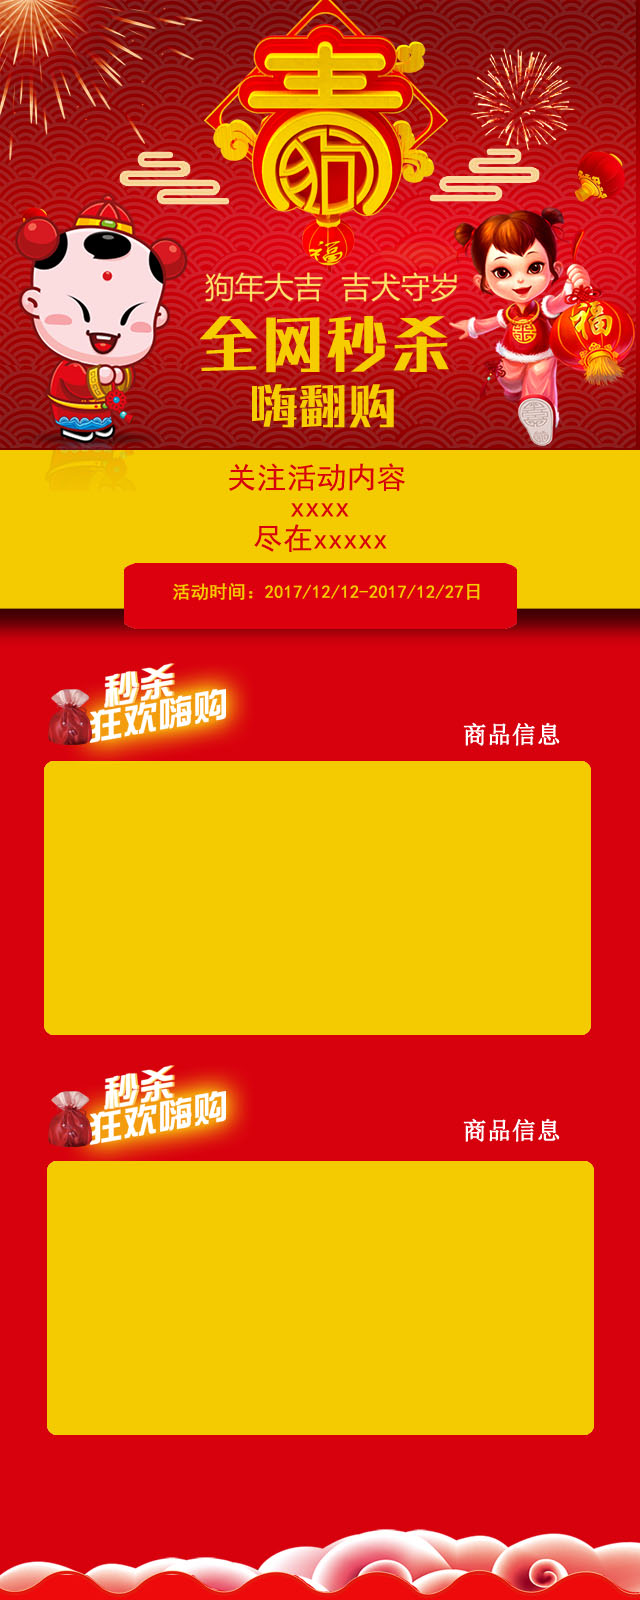 春
狗
福
狗年大吉 吉犬守岁
福
全网秒杀
嗨翻购
关注活动内容
xxxx
尽在xxxxx
活动时间：2017/12/12-2017/12/27日
秒杀
狂欢嗨购
商品信息
秒杀
狂欢嗨购
商品信息